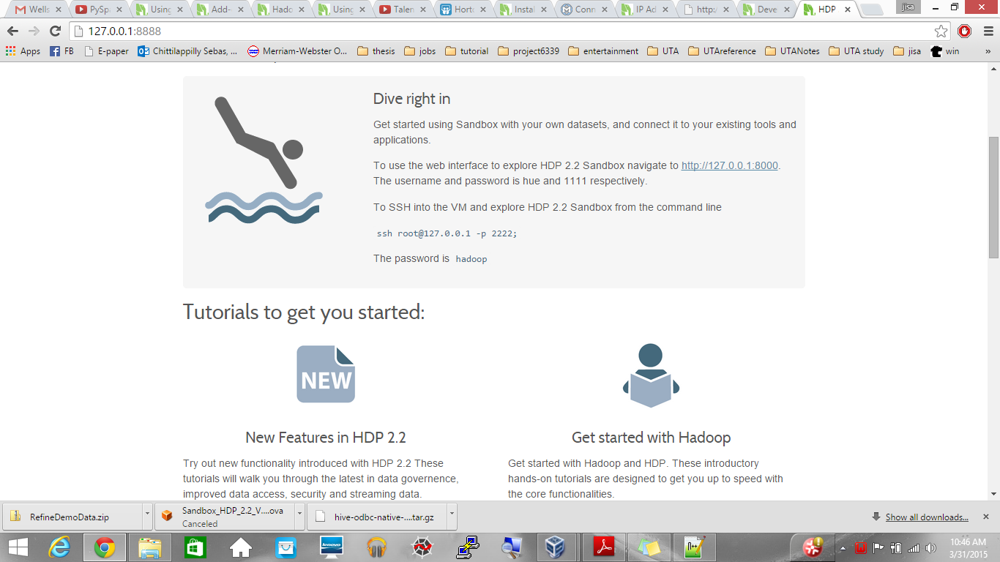 Wells
PySp
Using
Add-
Hado
Using
Talen
Horto
Instal
Conn
IP Ad
http:/
Deve
HDP
jisa
127.0.0.1:8888
Apps
FB
E-paper
Chittilappilly Sebas, ...
Merriam-Webster O...
thesis
jobs
tutorial
project6339
entertainment
UTA
UTAreference
UTANotes
UTA study
jisa
win
»
Dive right in
Get started using Sandbox with your own datasets, and connect it to your existing tools and
applications.
To use the web interface to explore HDP 2.2 Sandbox navigate to http://127.0.0.1:8000.
The username and password is hue and 1111 respectively.
To SSH into the VM and explore HDP 2.2 Sandbox from the command line
ssh root@127.0.0.1 -p 2222;
The password is hadoop
Tutorials to get you started:
NEW
New Features in HDP 2.2
Try out new functionality introduced with HDP 2.2 These
tutorials will walk you through the latest in data governence,
improved data access, security and streaming data.
Get started with Hadoop
Get started with Hadoop and HDP. These introductory
hands-on tutorials are designed to get you up to speed with
the core functionalities.
RefineDemoData.zip
Sandbox_HDP_2.2_V....ova
Canceled
hive-odbc-native-....tar.gz
Show all downloads...
lenovo
10:46 AM
3/31/2015